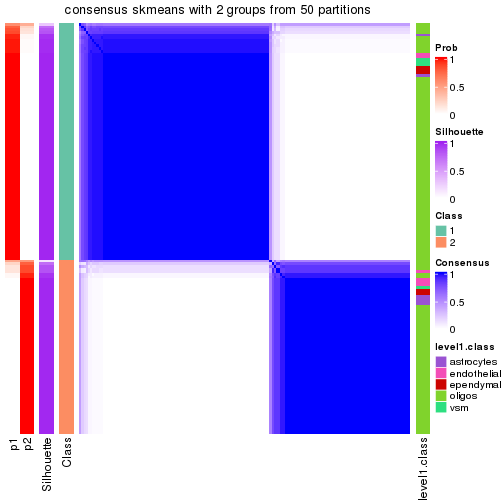 consensus skmeans with 2 groups from 50 partitions
Prob
1
0.5
0
Silhouette
1
0.5
0
Class
1
2
Consensus
1
0.5
0
level1.class
astrocytes
endothelial
ependymal
oligos
vsm
p1
p2
Silhouette
Class
level1.class